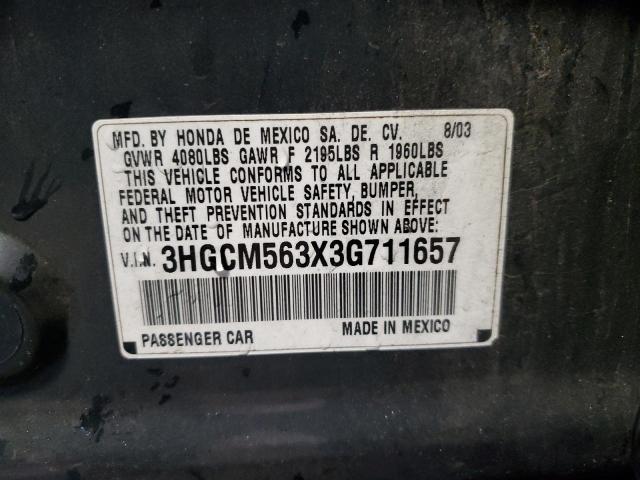 MFD. BY HONDA DE MEXICO SA. DE. CV. 8/03
GVWR 4080LBS GAWR F 2195LBS R 1960LBS
THIS VEHICLE CONFORMS TO ALL APPLICABLE
FEDERAL MOTOR VEHICLE SAFETY, BUMPER,
AND THEFT PREVENTION STANDARDS IN EFFECT
ON THE DATE OF MANUFACTURE SHOWN ABOVE:
V.I.N. 3HGCM563X3G711657
PASSENGER CAR MADE IN MEXICO